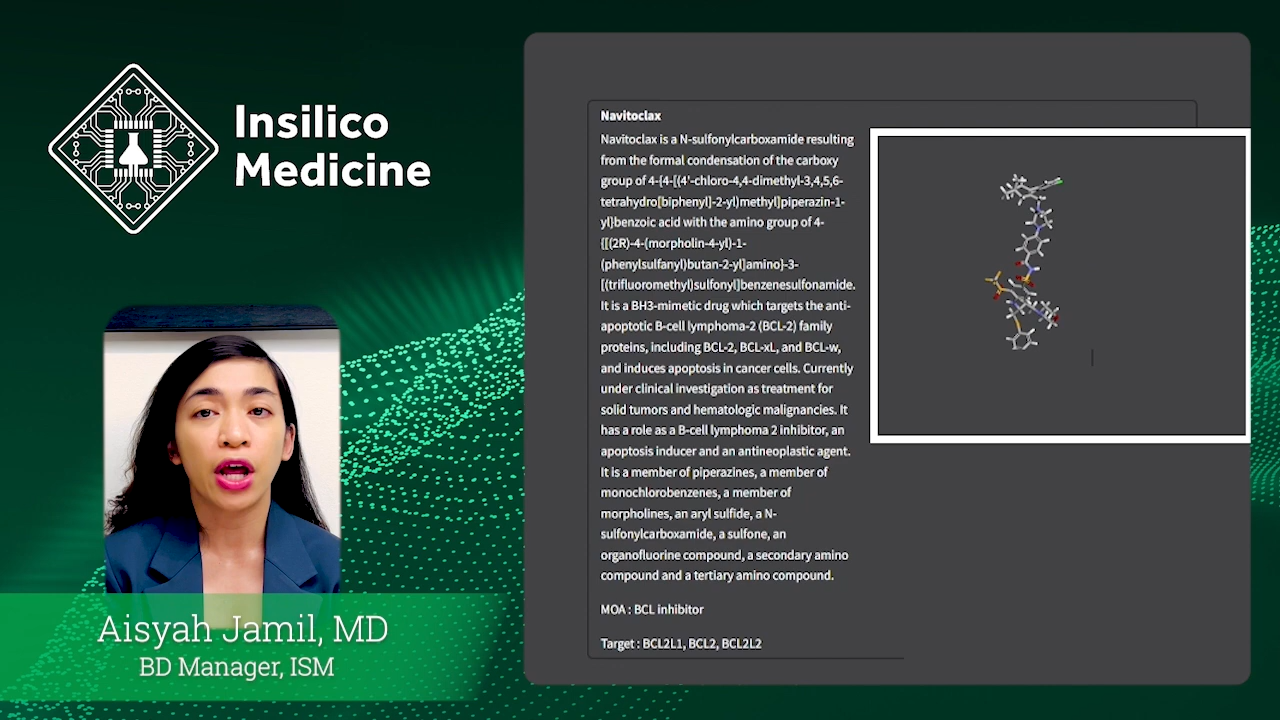 Insilico
Medicine
Navitoclax
Navitoclax is a N-sulfonylcarboxamide resulting
from the formal condensation of the carboxy
group of 4-{4-[(4'-chloro-4,4-dimethyl-3,4,5,6-
tetrahydro[biphenyl]-2-yl)methyl]piperazin-1-
yl}benzoic acid with the amino group of 4-
{[(2R)-4-(morpholin-4-yl)-1-
(phenylsulfanyl)butan-2-yl]amino}-3-
[(trifluoromethyl)sulfonyl]benzenesulfonamide.
It is a BH3-mimetic drug which targets the anti-
apoptotic B-cell lymphoma-2 (BCL-2) family
proteins, including BCL-2, BCL-xL, and BCL-w,
and induces apoptosis in cancer cells. Currently
under clinical investigation as treatment for
solid tumors and hematologic malignancies. It
has a role as a B-cell lymphoma 2 inhibitor, an
apoptosis inducer and an antineoplastic agent.
It is a member of piperazines, a member of
monochlorobenzenes, a member of
morpholines, an aryl sulfide, a N-
sulfonylcarboxamide, a sulfone, an
organofluorine compound, a secondary amino
compound and a tertiary amino compound.
MOA : BCL inhibitor
Target : BCL2L1, BCL2, BCL2L2
Aisyah Jamil, MD
BD Manager, ISM